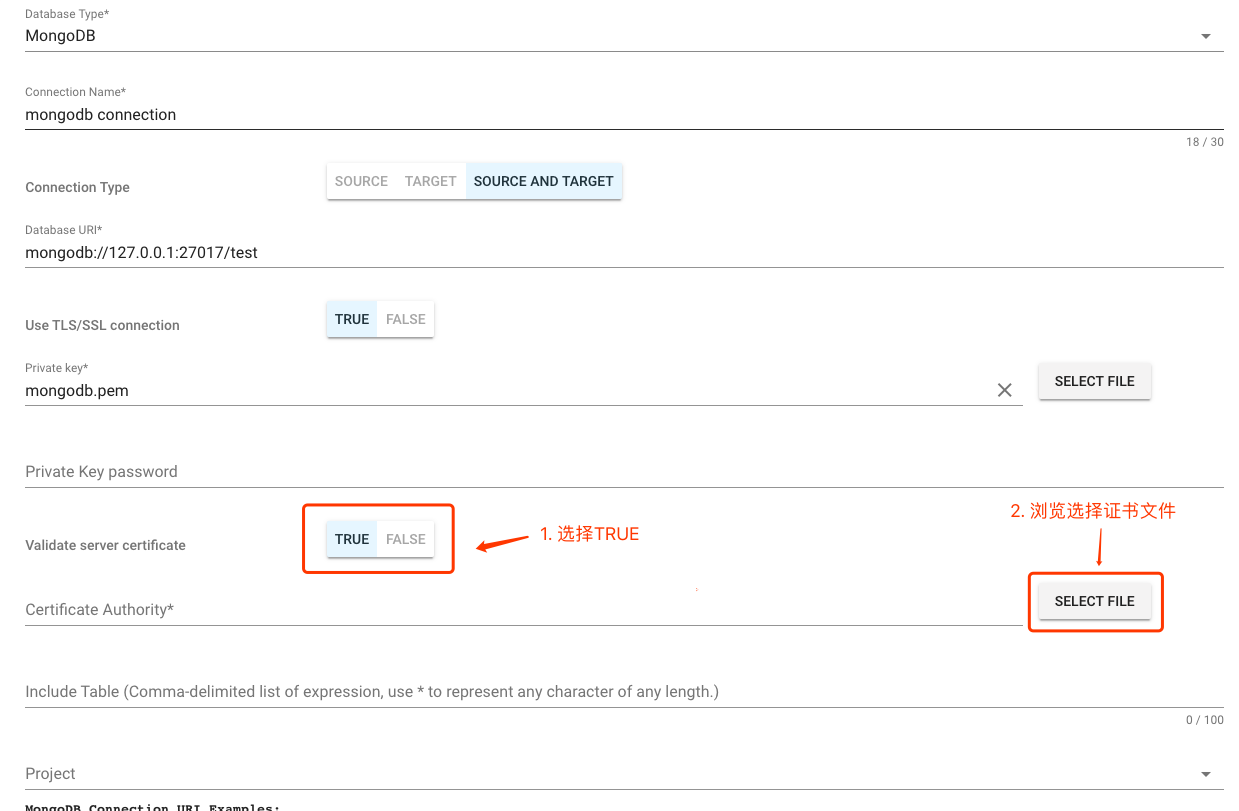 Database Type*
MongoDB
Connection Name*
mongodb connection
18 / 30
Connection Type
SOURCE TARGET SOURCE AND TARGET
Database URI*
mongodb://127.0.0.1:27017/test
Use TLS/SSL connection
TRUE FALSE
Private key*
mongodb.pem
SELECT FILE
Private Key password
2. 浏览选择证书文件
Validate server certificate
TRUE FALSE
1. 选择TRUE
Certificate Authority*
SELECT FILE
Include Table (Comma-delimited list of expression, use * to represent any character of any length.)
0 / 100
Project
MongoDB Connection URI Examples: